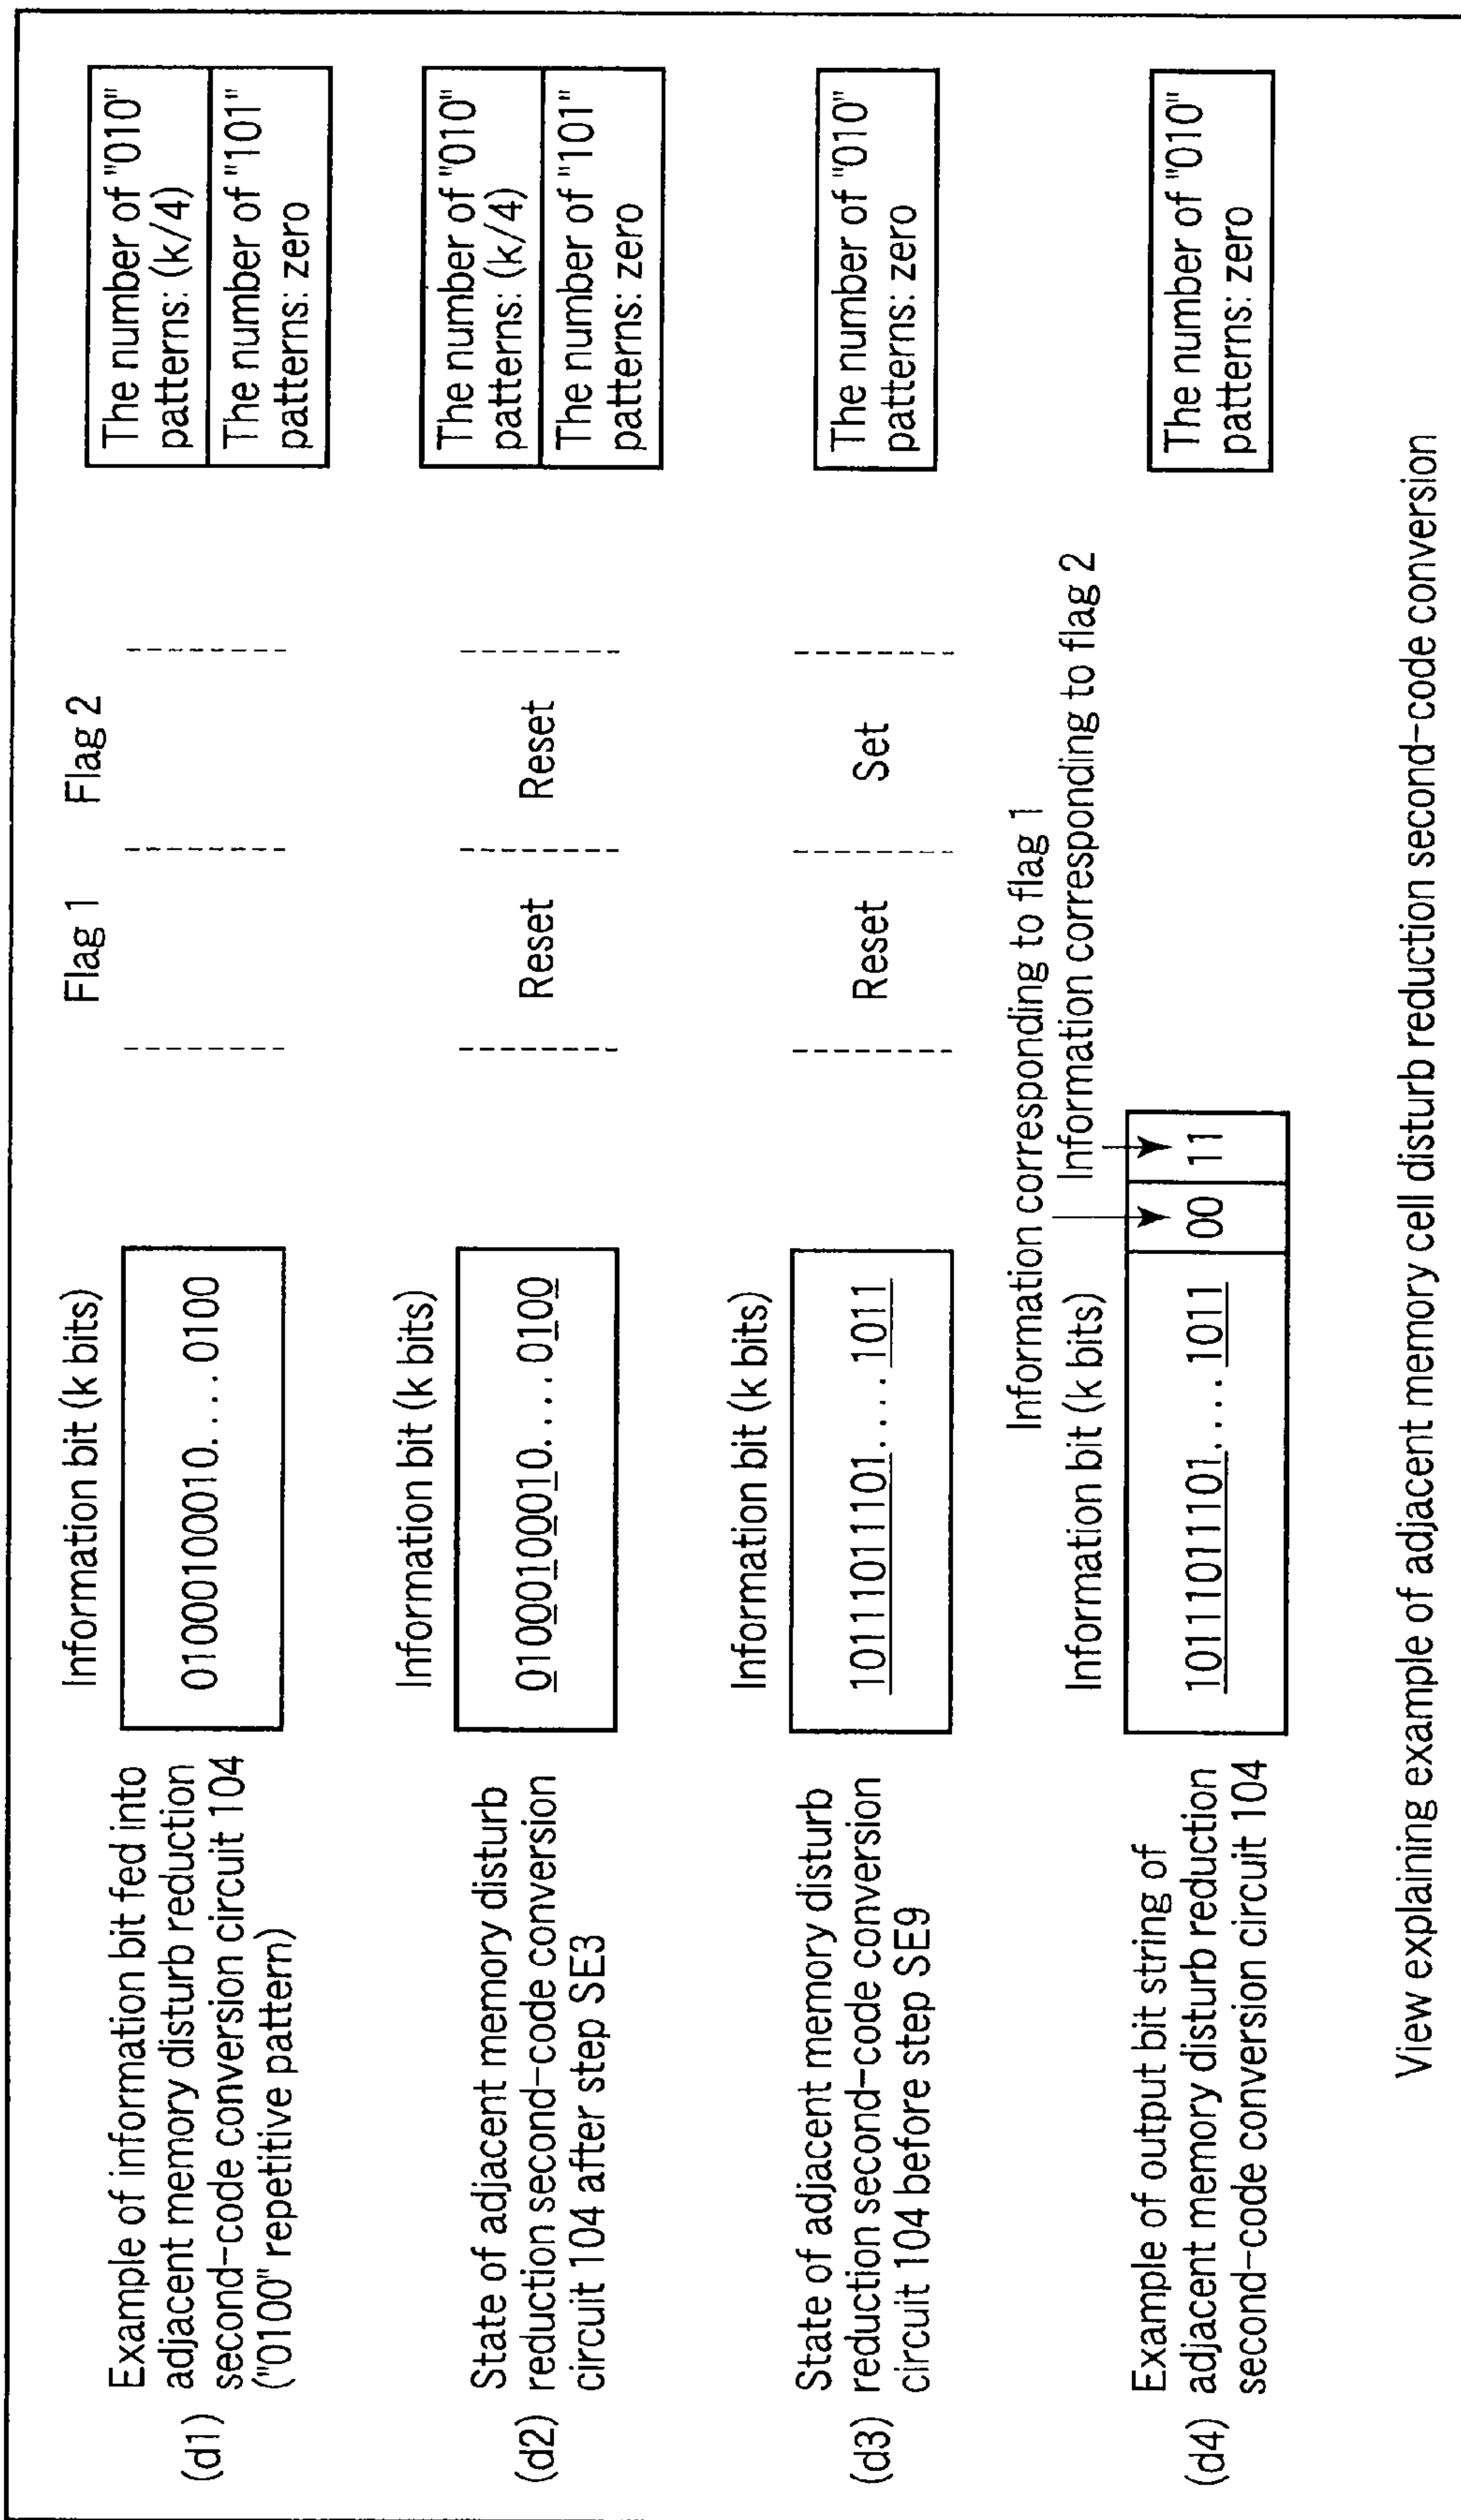 Flag 1
Flag 2
Information bit (k bits)
Example of information bit fed into
adjacent memory disturb reduction
second-code conversion circuit 104
("0100" repetitive pattern)
(d1)
0100010010.... 0100
The number of "010"
patterns: (k/4)
The number of "101"
patterns: zero
Information bit (k bits)
State of adjacent memory disturb
reduction second-code conversion
circuit 104 after step SE3
(d2)
01000100010.... 0100
Reset
Reset
The number of "010"
patterns: (k/4)
The number of "101"
patterns: zero
Information bit (k bits)
State of adjacent memory disturb
reduction second-code conversion
circuit 104 before step SE9
(d3)
10111011101.... 1011
Reset
Set
The number of "010"
patterns: zero
Information corresponding to flag 1
Information corresponding to flag 2
Information bit (k bits)
Example of output bit string of
adjacent memory disturb reduction
second-code conversion circuit 104
(d4)
10111011101.... 1011
00
11
The number of "010"
patterns: zero
View explaining example of adjacent memory cell disturb reduction second-code conversion